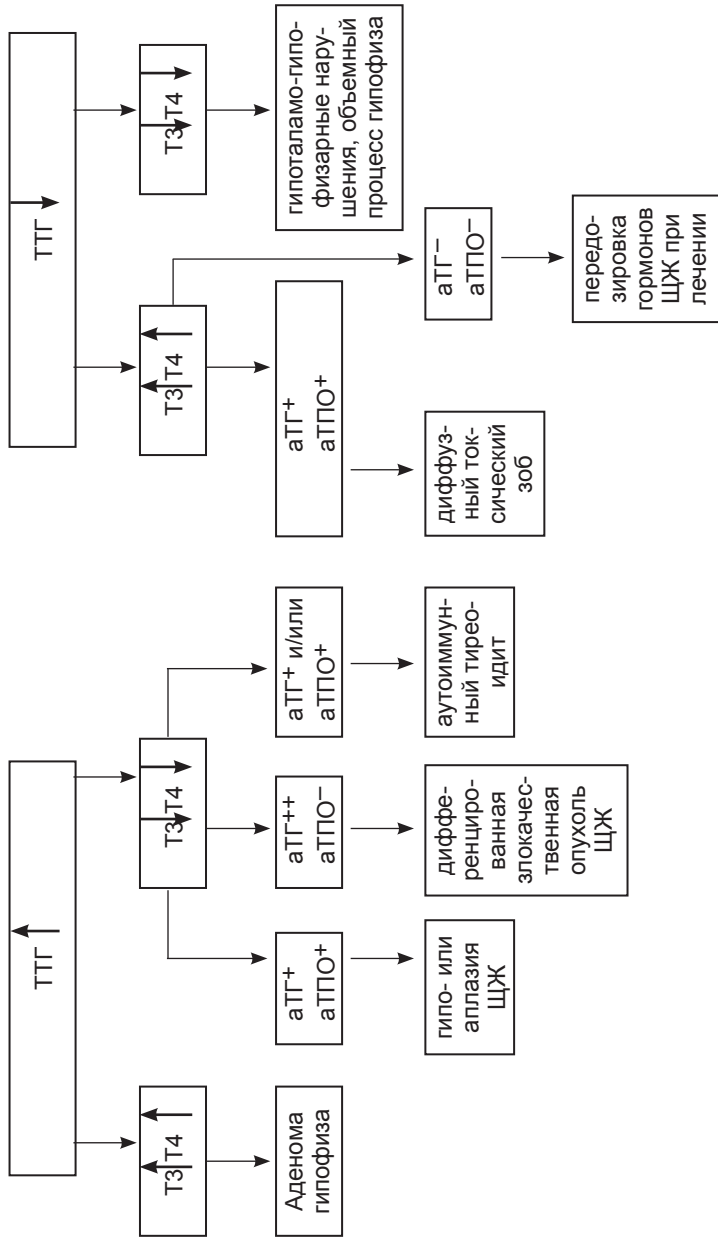 ТТГ↑
Т3↑ Т4↑
Аденома
гипофиза
Т3↓ Т4↓
аТГ⁺
аТПО⁺
гипо- или
аплазия
ЩЖ
аТГ⁺⁺
аТПО⁻
диффе-
ренциро-
ванная
злокачес-
твенная
опухоль
ЩЖ
аТГ⁺ и/или
аТПО⁺
аутоиммун-
ный тирео-
идит
ТТГ↓
Т3↑ Т4↑
аТГ⁺
аТПО⁺
диффуз-
ный ток-
сический
зоб
аТГ⁻
аТПО⁻
передо-
зировка
гормонов
ЩЖ при
лечении
Т3↓ Т4↓
гипоталамо-гипо-
физарные нару-
шения, объемный
процесс гипофиза